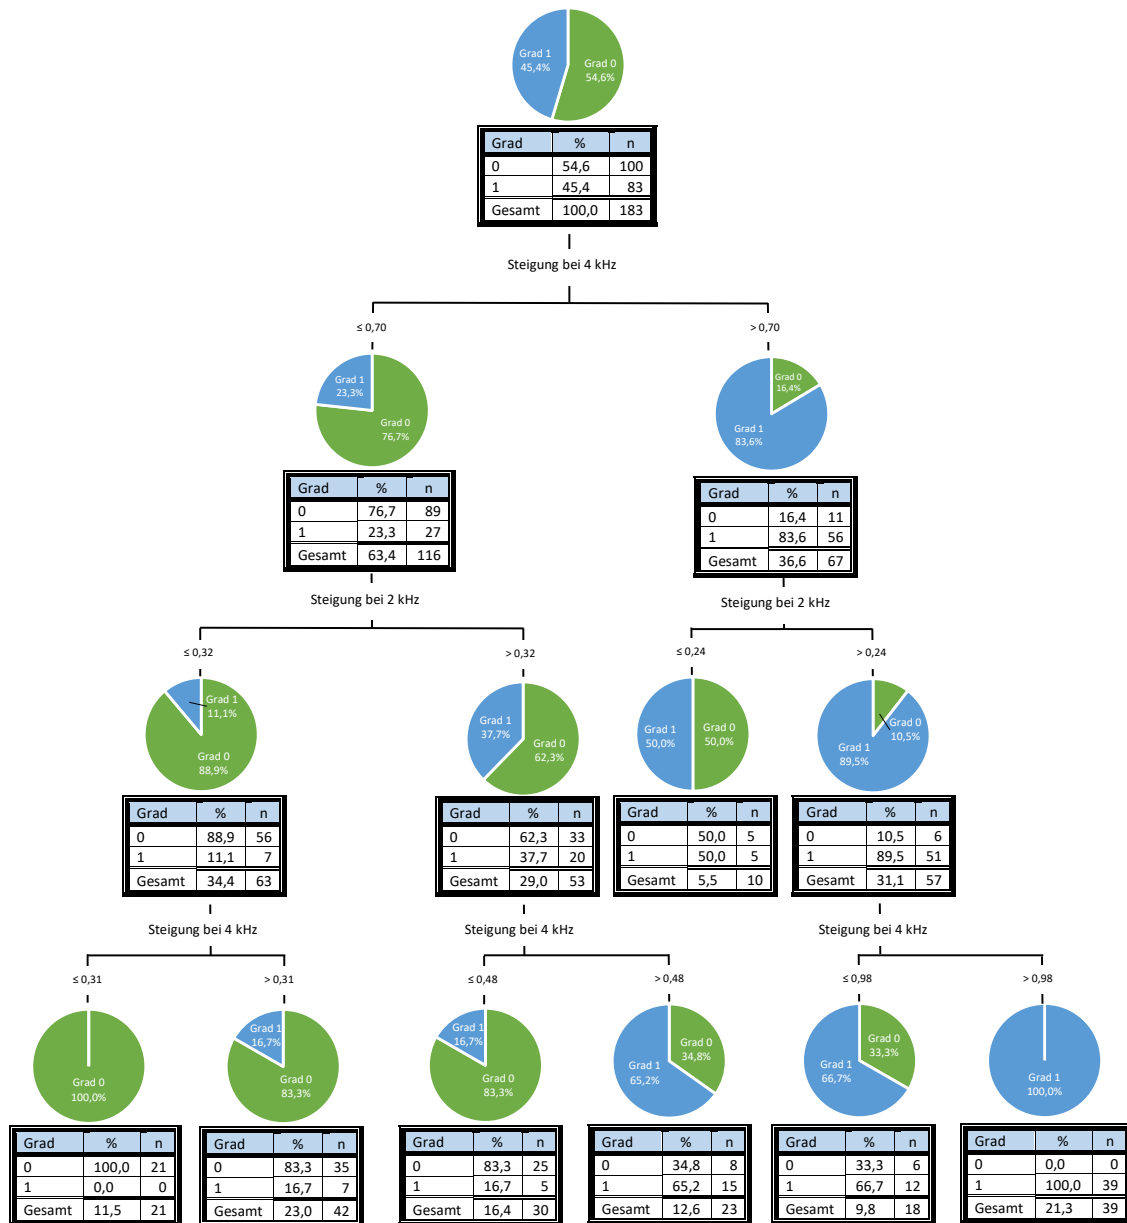 Grad 1
45,4%
Grad 0
54,6%
Grad % n
0 54,6 100
1 45,4 83
Gesamt 100,0 183
Steigung bei 4 kHz
≤ 0,70
> 0,70
Grad 1
23,3%
Grad 0
76,7%
Grad 0
16,4%
Grad 1
83,6%
Grad % n
0 76,7 89
1 23,3 27
Gesamt 63,4 116
Grad % n
0 16,4 11
1 83,6 56
Gesamt 36,6 67
Steigung bei 2 kHz
Steigung bei 2 kHz
≤ 0,32
> 0,32
≤ 0,24
> 0,24
Grad 1
11,1%
Grad 0
88,9%
Grad 1
37,7%
Grad 0
62,3%
Grad 1
50,0%
Grad 0
50,0%
Grad 0
10,5%
Grad 1
89,5%
Grad % n
0 88,9 56
1 11,1 7
Gesamt 34,4 63
Grad % n
0 62,3 33
1 37,7 20
Gesamt 29,0 53
Grad % n
0 50,0 5
1 50,0 5
Gesamt 5,5 10
Grad % n
0 10,5 6
1 89,5 51
Gesamt 31,1 57
Steigung bei 4 kHz
Steigung bei 4 kHz
Steigung bei 4 kHz
≤ 0,31
> 0,31
≤ 0,48
> 0,48
≤ 0,98
> 0,98
Grad 0
100,0%
Grad 1
16,7%
Grad 0
83,3%
Grad 1
16,7%
Grad 0
83,3%
Grad 0
34,8%
Grad 1
65,2%
Grad 0
33,3%
Grad 1
66,7%
Grad 1
100,0%
Grad % n
0 100,0 21
1 0,0 0
Gesamt 11,5 21
Grad % n
0 83,3 35
1 16,7 7
Gesamt 23,0 42
Grad % n
0 83,3 25
1 16,7 5
Gesamt 16,4 30
Grad % n
0 34,8 8
1 65,2 15
Gesamt 12,6 23
Grad % n
0 33,3 6
1 66,7 12
Gesamt 9,8 18
Grad % n
0 0,0 0
1 100,0 39
Gesamt 21,3 39